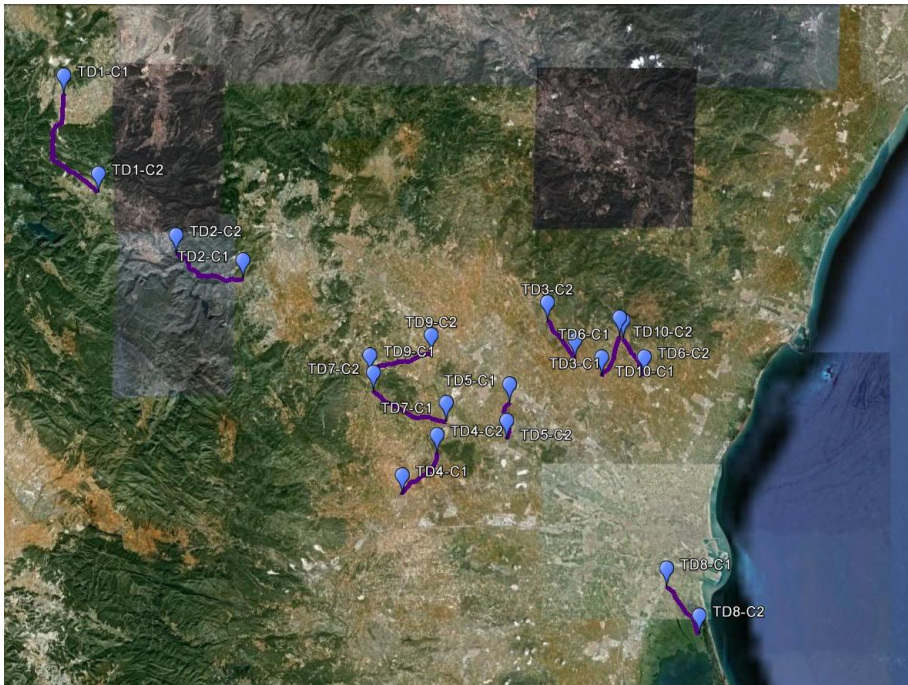 TD1-C1
TD1-C2
TD2-C2
TD2-C1
TD3-C2
TD9-C2
TD6-C1
TD10-C2
TD9-C1
TD3-C1
TD6-C2
TD7-C2
TD10-C1
TD5-C1
TD7-C1
TD4-C2
TD5-C2
TD4-C1
TD8-C1
TD8-C2